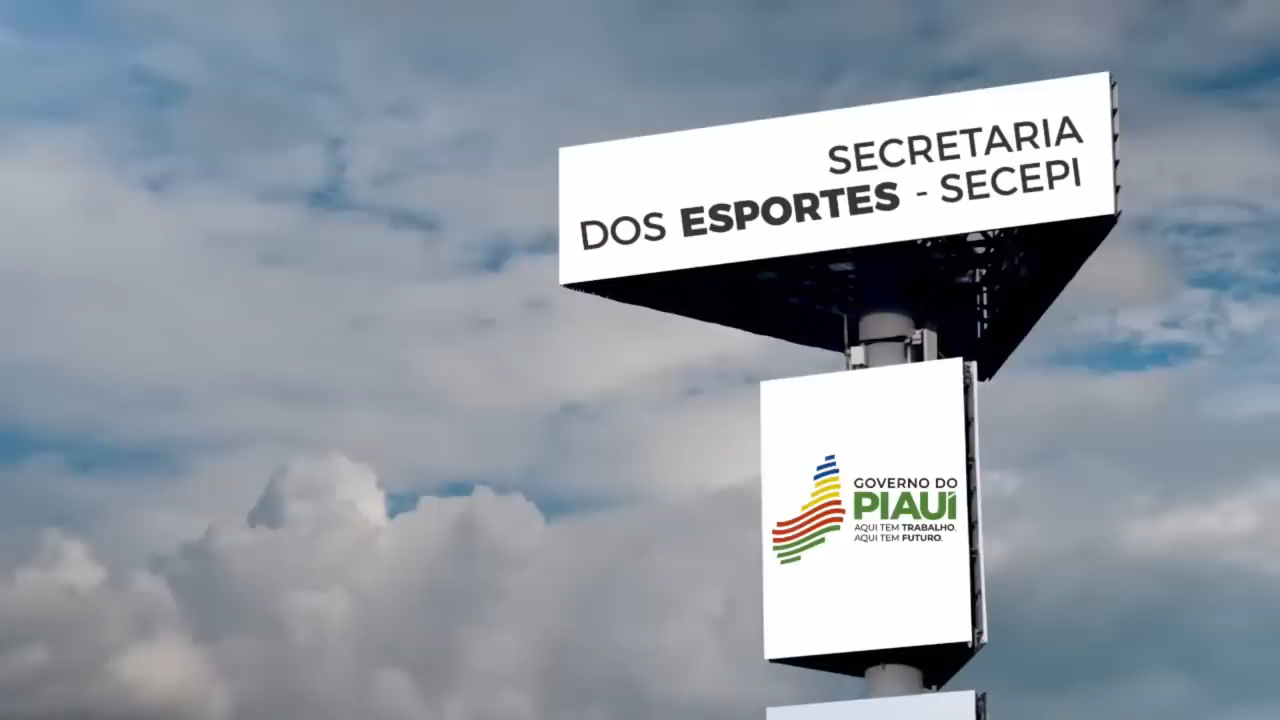 SECRETARIA
DOS ESPORTES - SECEPI
GOVERNO DO
PIAUÍ
AQUI TEM TRABALHO.
AQUI TEM FUTURO.